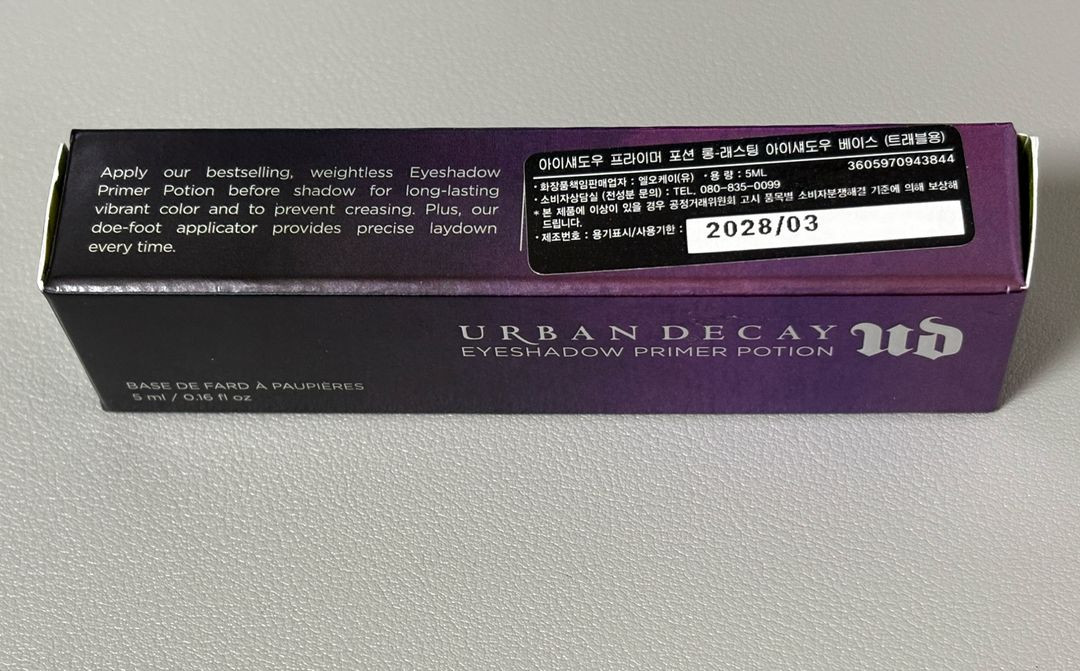 Apply our bestselling, weightless Eyeshadow
Primer Potion before shadow for long-lasting
vibrant color and to prevent creasing. Plus, our
doe-foot applicator provides precise laydown
every time.
아이섀도우 프라이머 포션 롱-래스팅 아이섀도우 베이스 (트래블용)
3605970943844
· 화장품책임판매업자 : 엘오케이(유) · 용 량 : 5ML
· 소비자상담실 (전성분 문의) : TEL. 080-835-0099
* 본 제품에 이상이 있을 경우 공정거래위원회 고시 품목별 소비자분쟁해결 기준에 의해 보상해
드립니다.
· 제조번호 : 용기표시/사용기한 : 2028/03
URBAN DECAY
EYESHADOW PRIMER POTION
UD
BASE DE FARD À PAUPIÈRES
5 ml / 0.16 fl oz